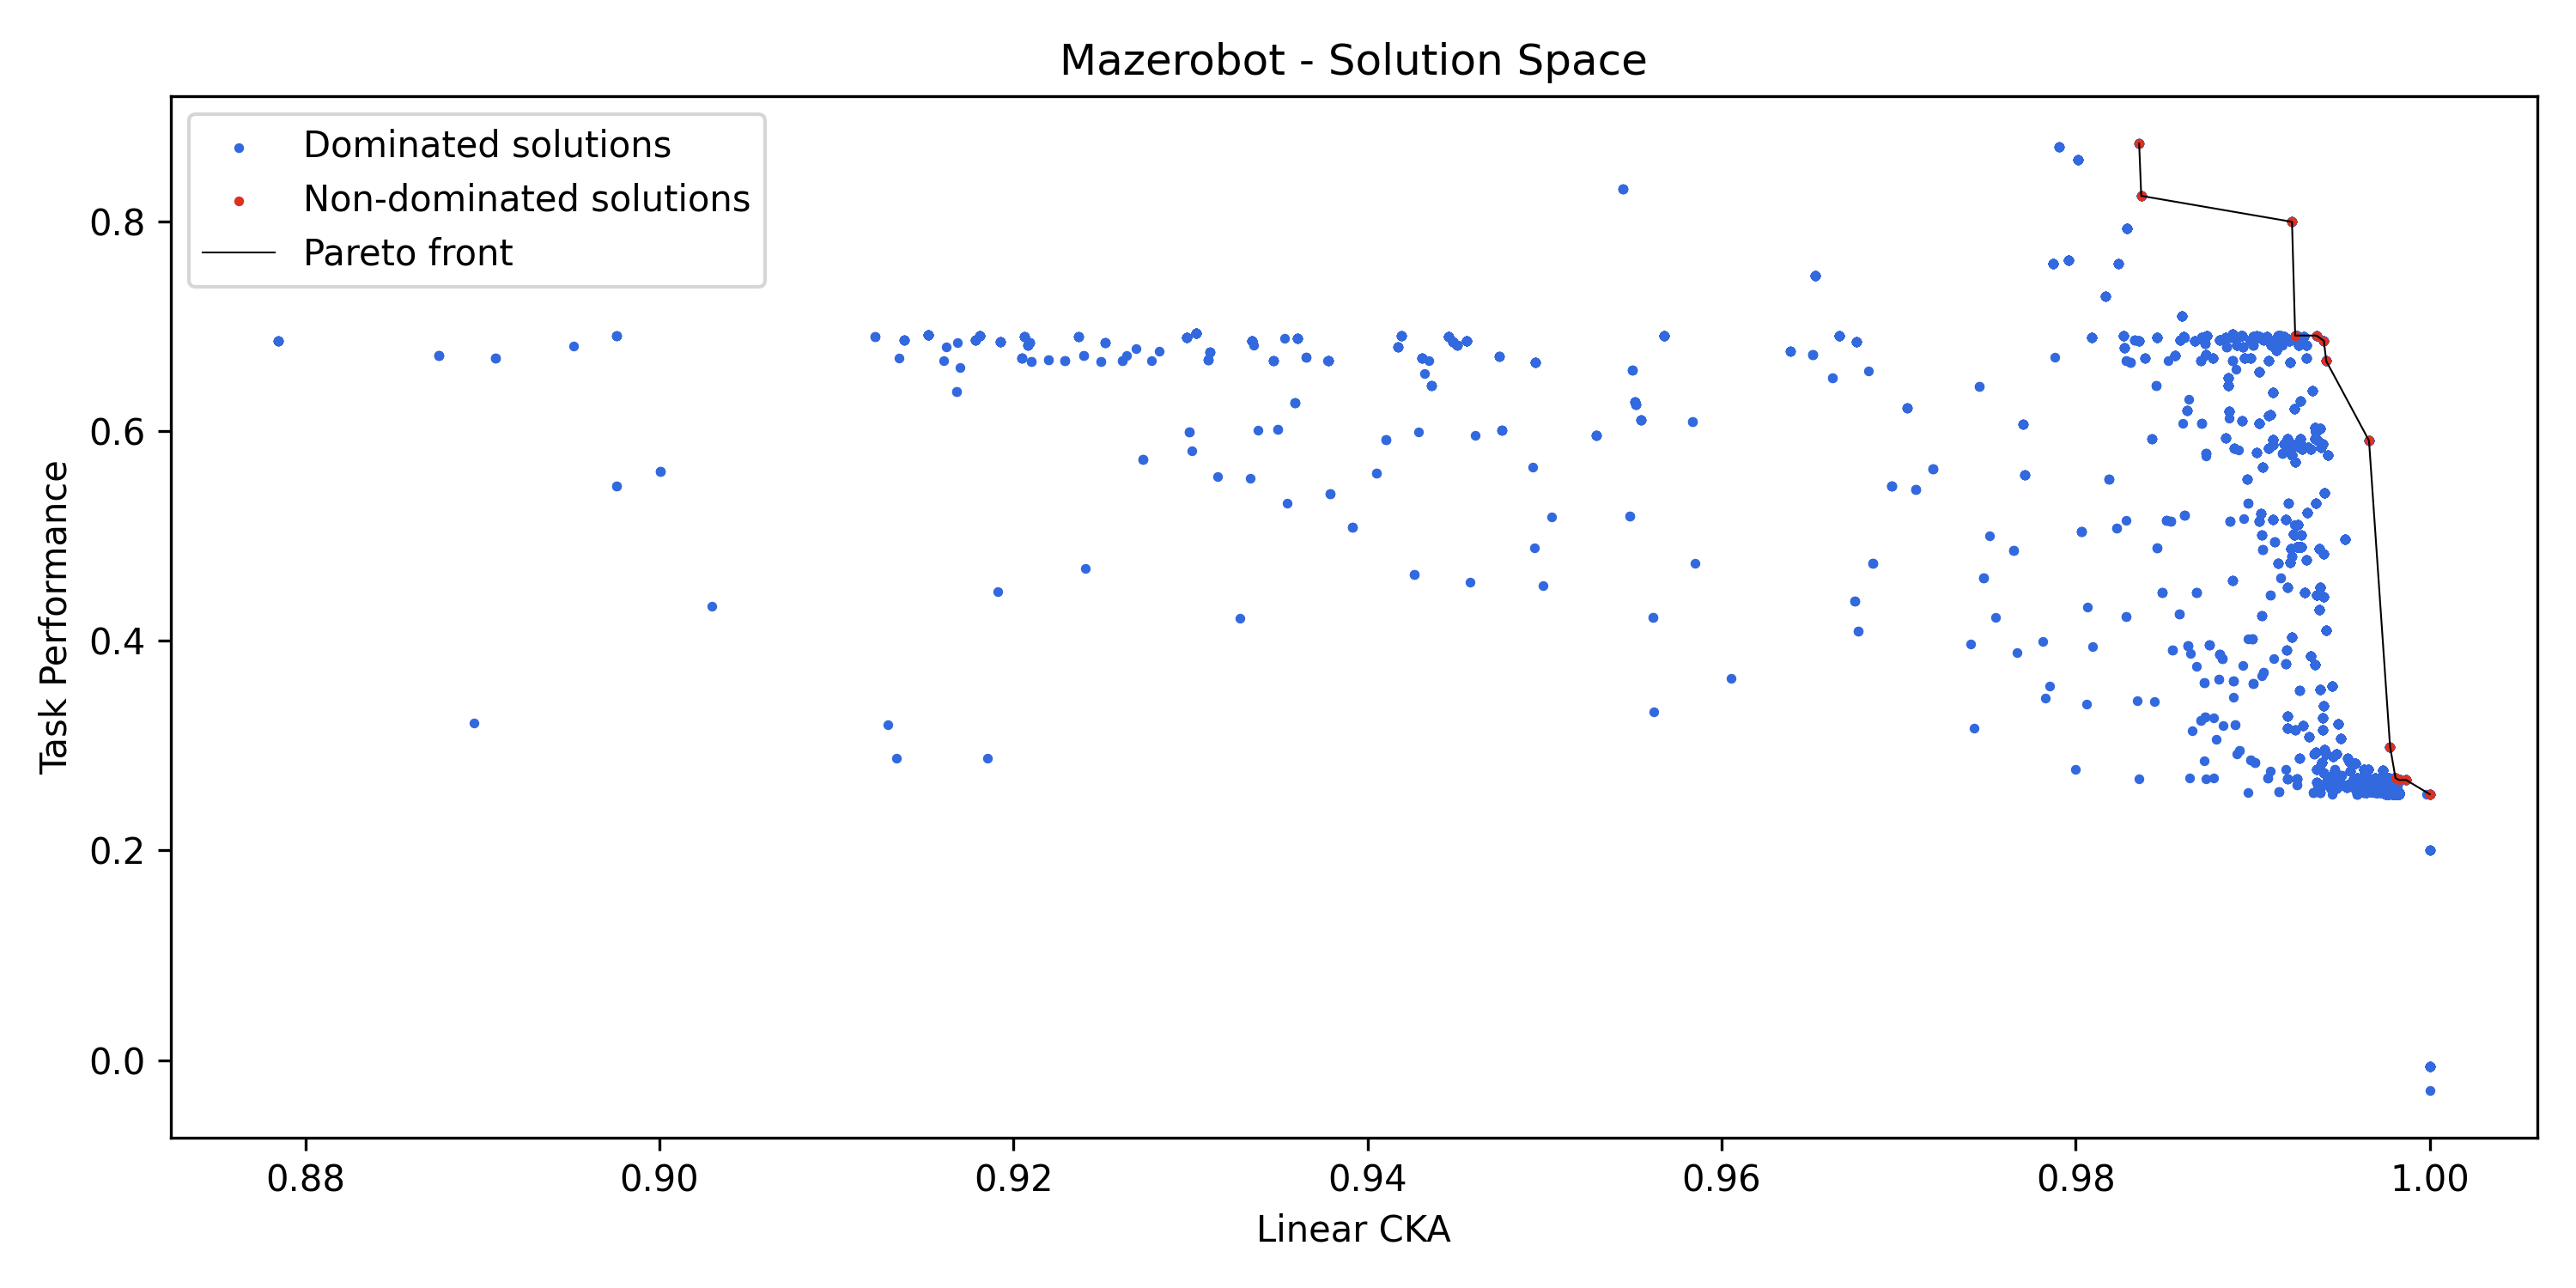 Mazerobot - Solution Space
Dominated solutions
Non-dominated solutions
Pareto front
Task Performance
0.8
0.6
0.4
0.2
0.0
0.88 0.90 0.92 0.94 0.96 0.98 1.00
Linear CKA